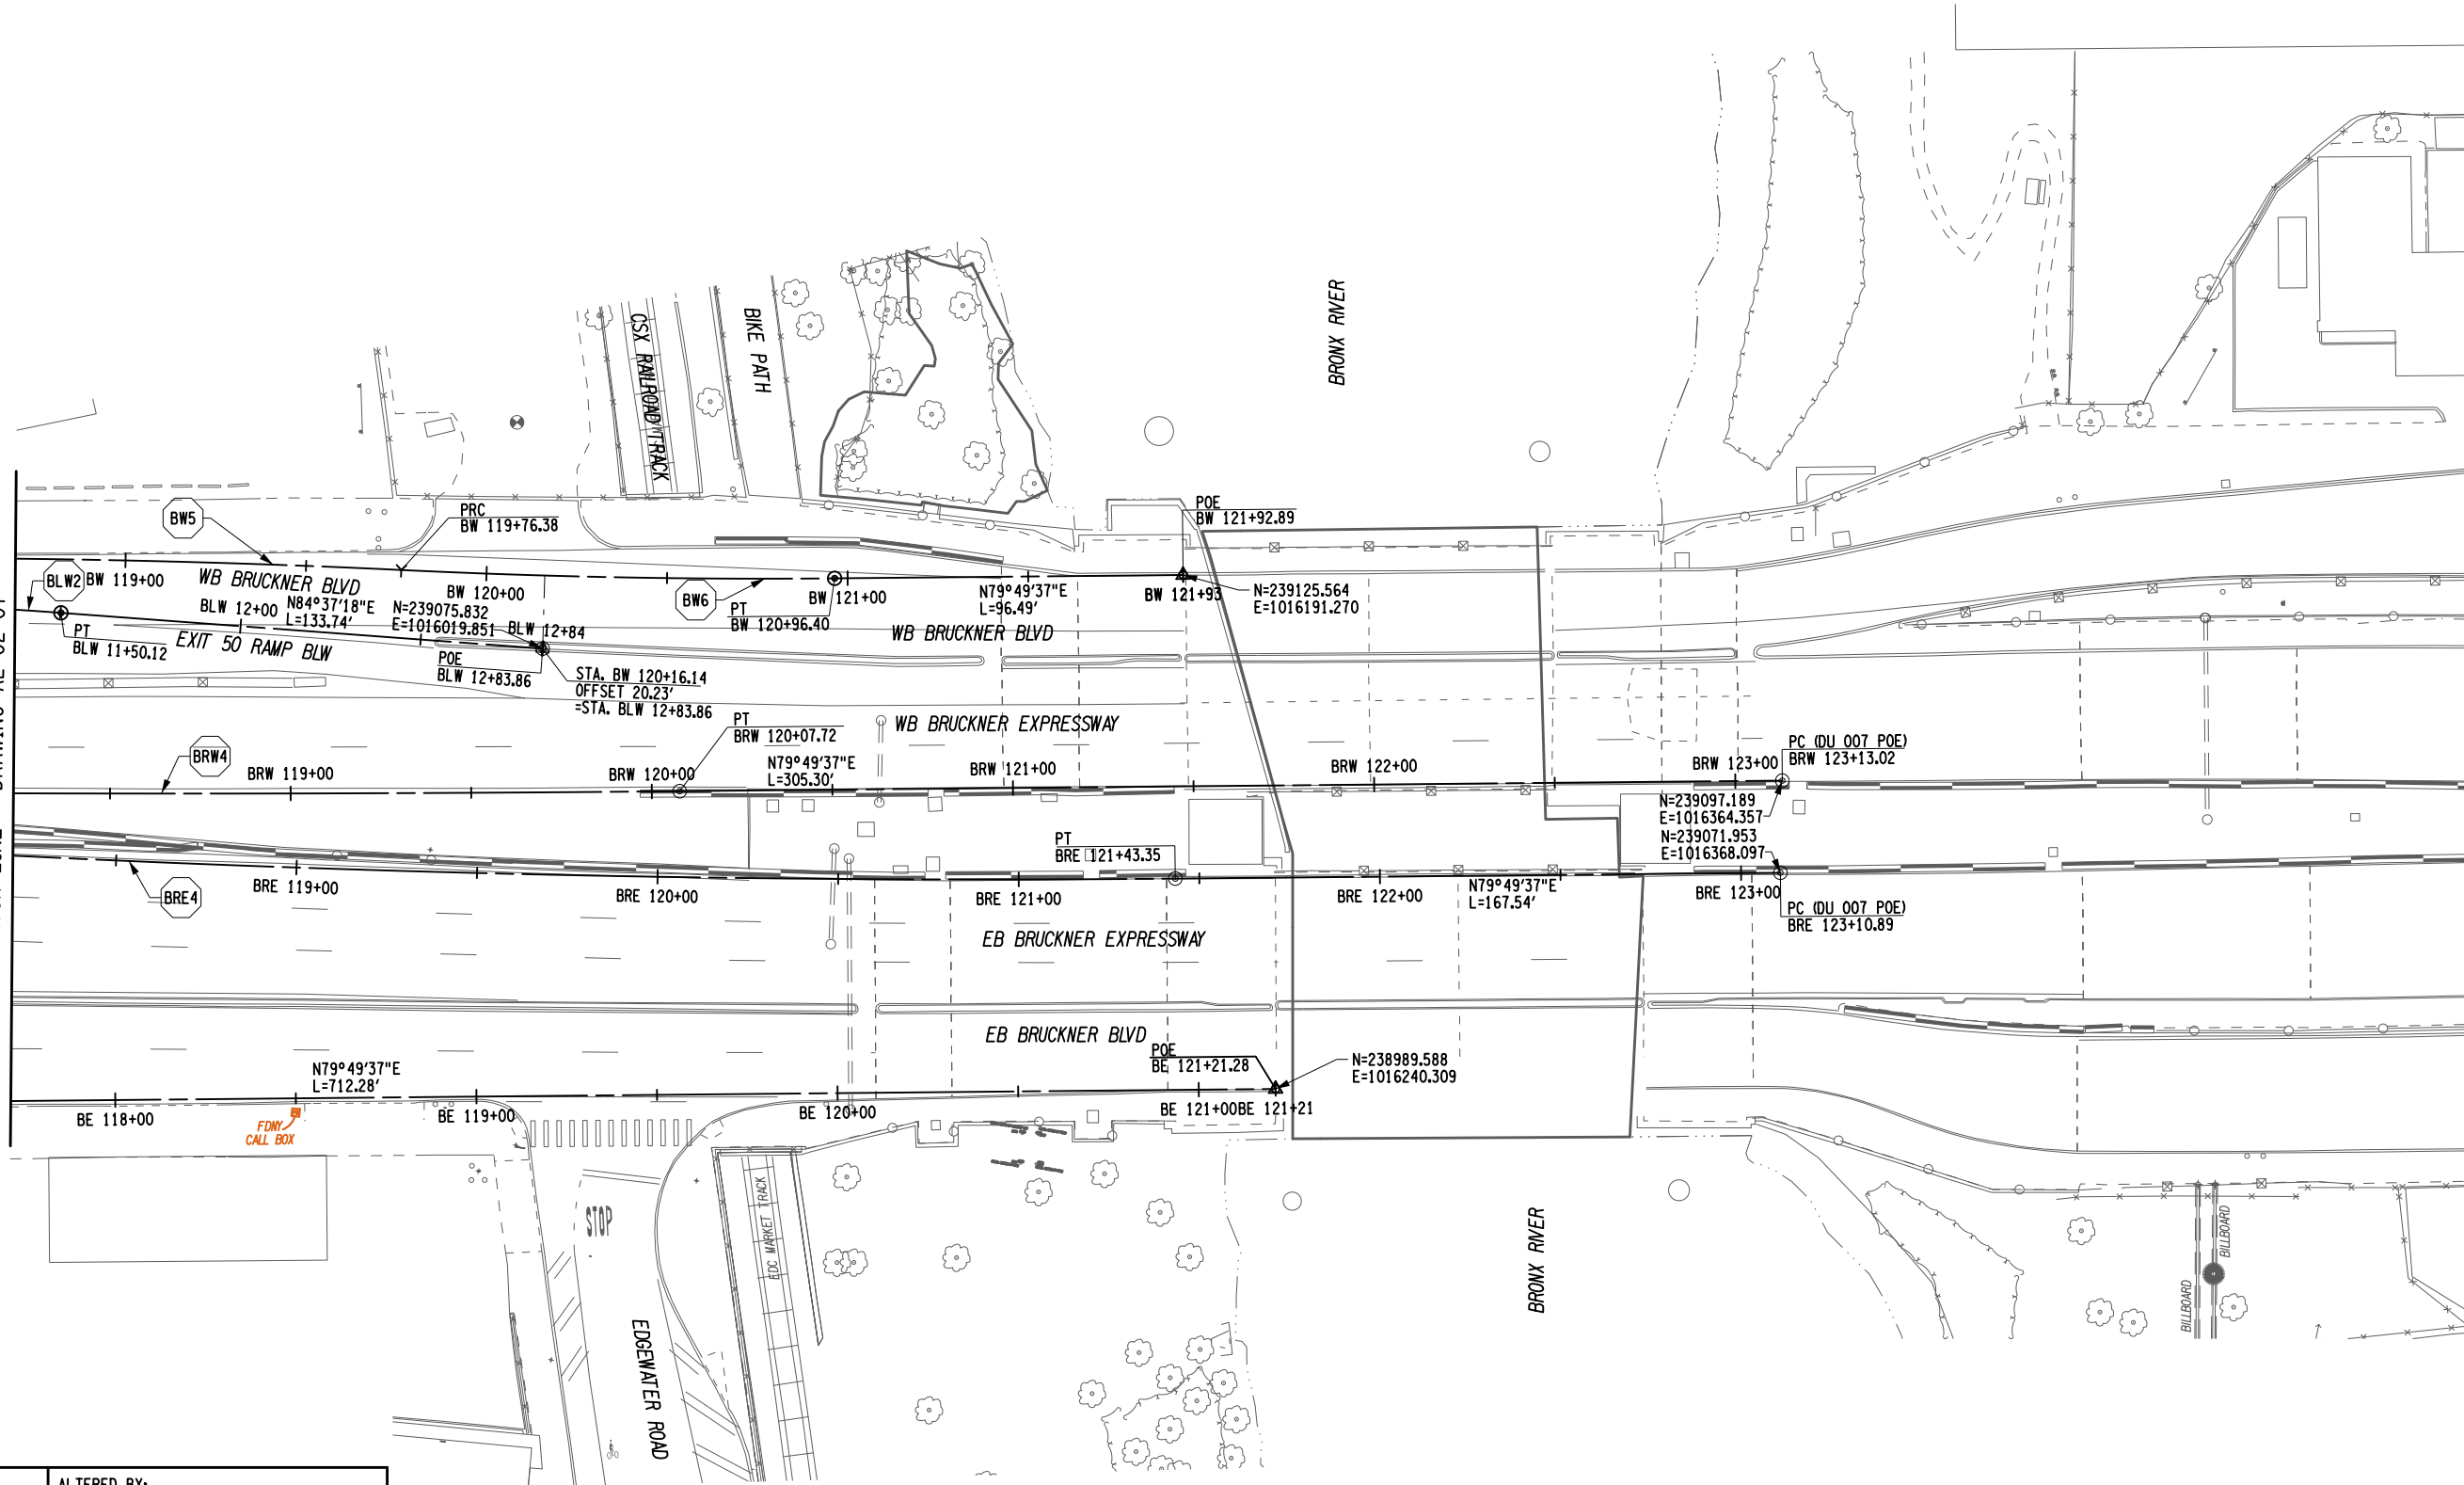 BRONX RIVER
CSX RAILROAD TRACK
BIKE PATH
BW5
PRC
BW 119+76.38
POE
BW 121+92.89
BLW2
BW 119+00
WB BRUCKNER BLVD
BW 120+00
BW6
BW 121+00
N79°49'37"E
L=96.49'
BW 121+93
N=239125.564
E=1016191.270
PT
BW 120+96.40
BLW 12+00
N84°37'18"E
L=133.74'
N=239075.832
E=1016019.851
BLW 12+84
PT
BLW 11+50.12
EXIT 50 RAMP BLW
WB BRUCKNER BLVD
POE
BLW 12+83.86
STA. BW 120+16.14
OFFSET 20.23'
=STA. BLW 12+83.86
PT
BRW 120+07.72
WB BRUCKNER EXPRESSWAY
BRW4
BRW 119+00
BRW 120+00
N79°49'37"E
L=305.30'
BRW 121+00
BRW 122+00
BRW 123+00
PC (DU 007 POE)
BRW 123+13.02
N=239097.189
E=1016364.357
N=239071.953
E=1016368.097
PT
BRE 121+43.35
BRE4
BRE 119+00
BRE 120+00
BRE 121+00
BRE 122+00
N79°49'37"E
L=167.54'
BRE 123+00
PC (DU 007 POE)
BRE 123+10.89
EB BRUCKNER EXPRESSWAY
EB BRUCKNER BLVD
POE
BE 121+21.28
N=238989.588
E=1016240.309
N79°49'37"E
L=712.28'
BE 118+00
FDNY
CALL BOX
BE 119+00
BE 120+00
BE 121+00
BE 121+21
STOP
EDC MARKET TRACK
EDGEWATER ROAD
BRONX RIVER
BILLBOARD
BILLBOARD
ALTERED BY: